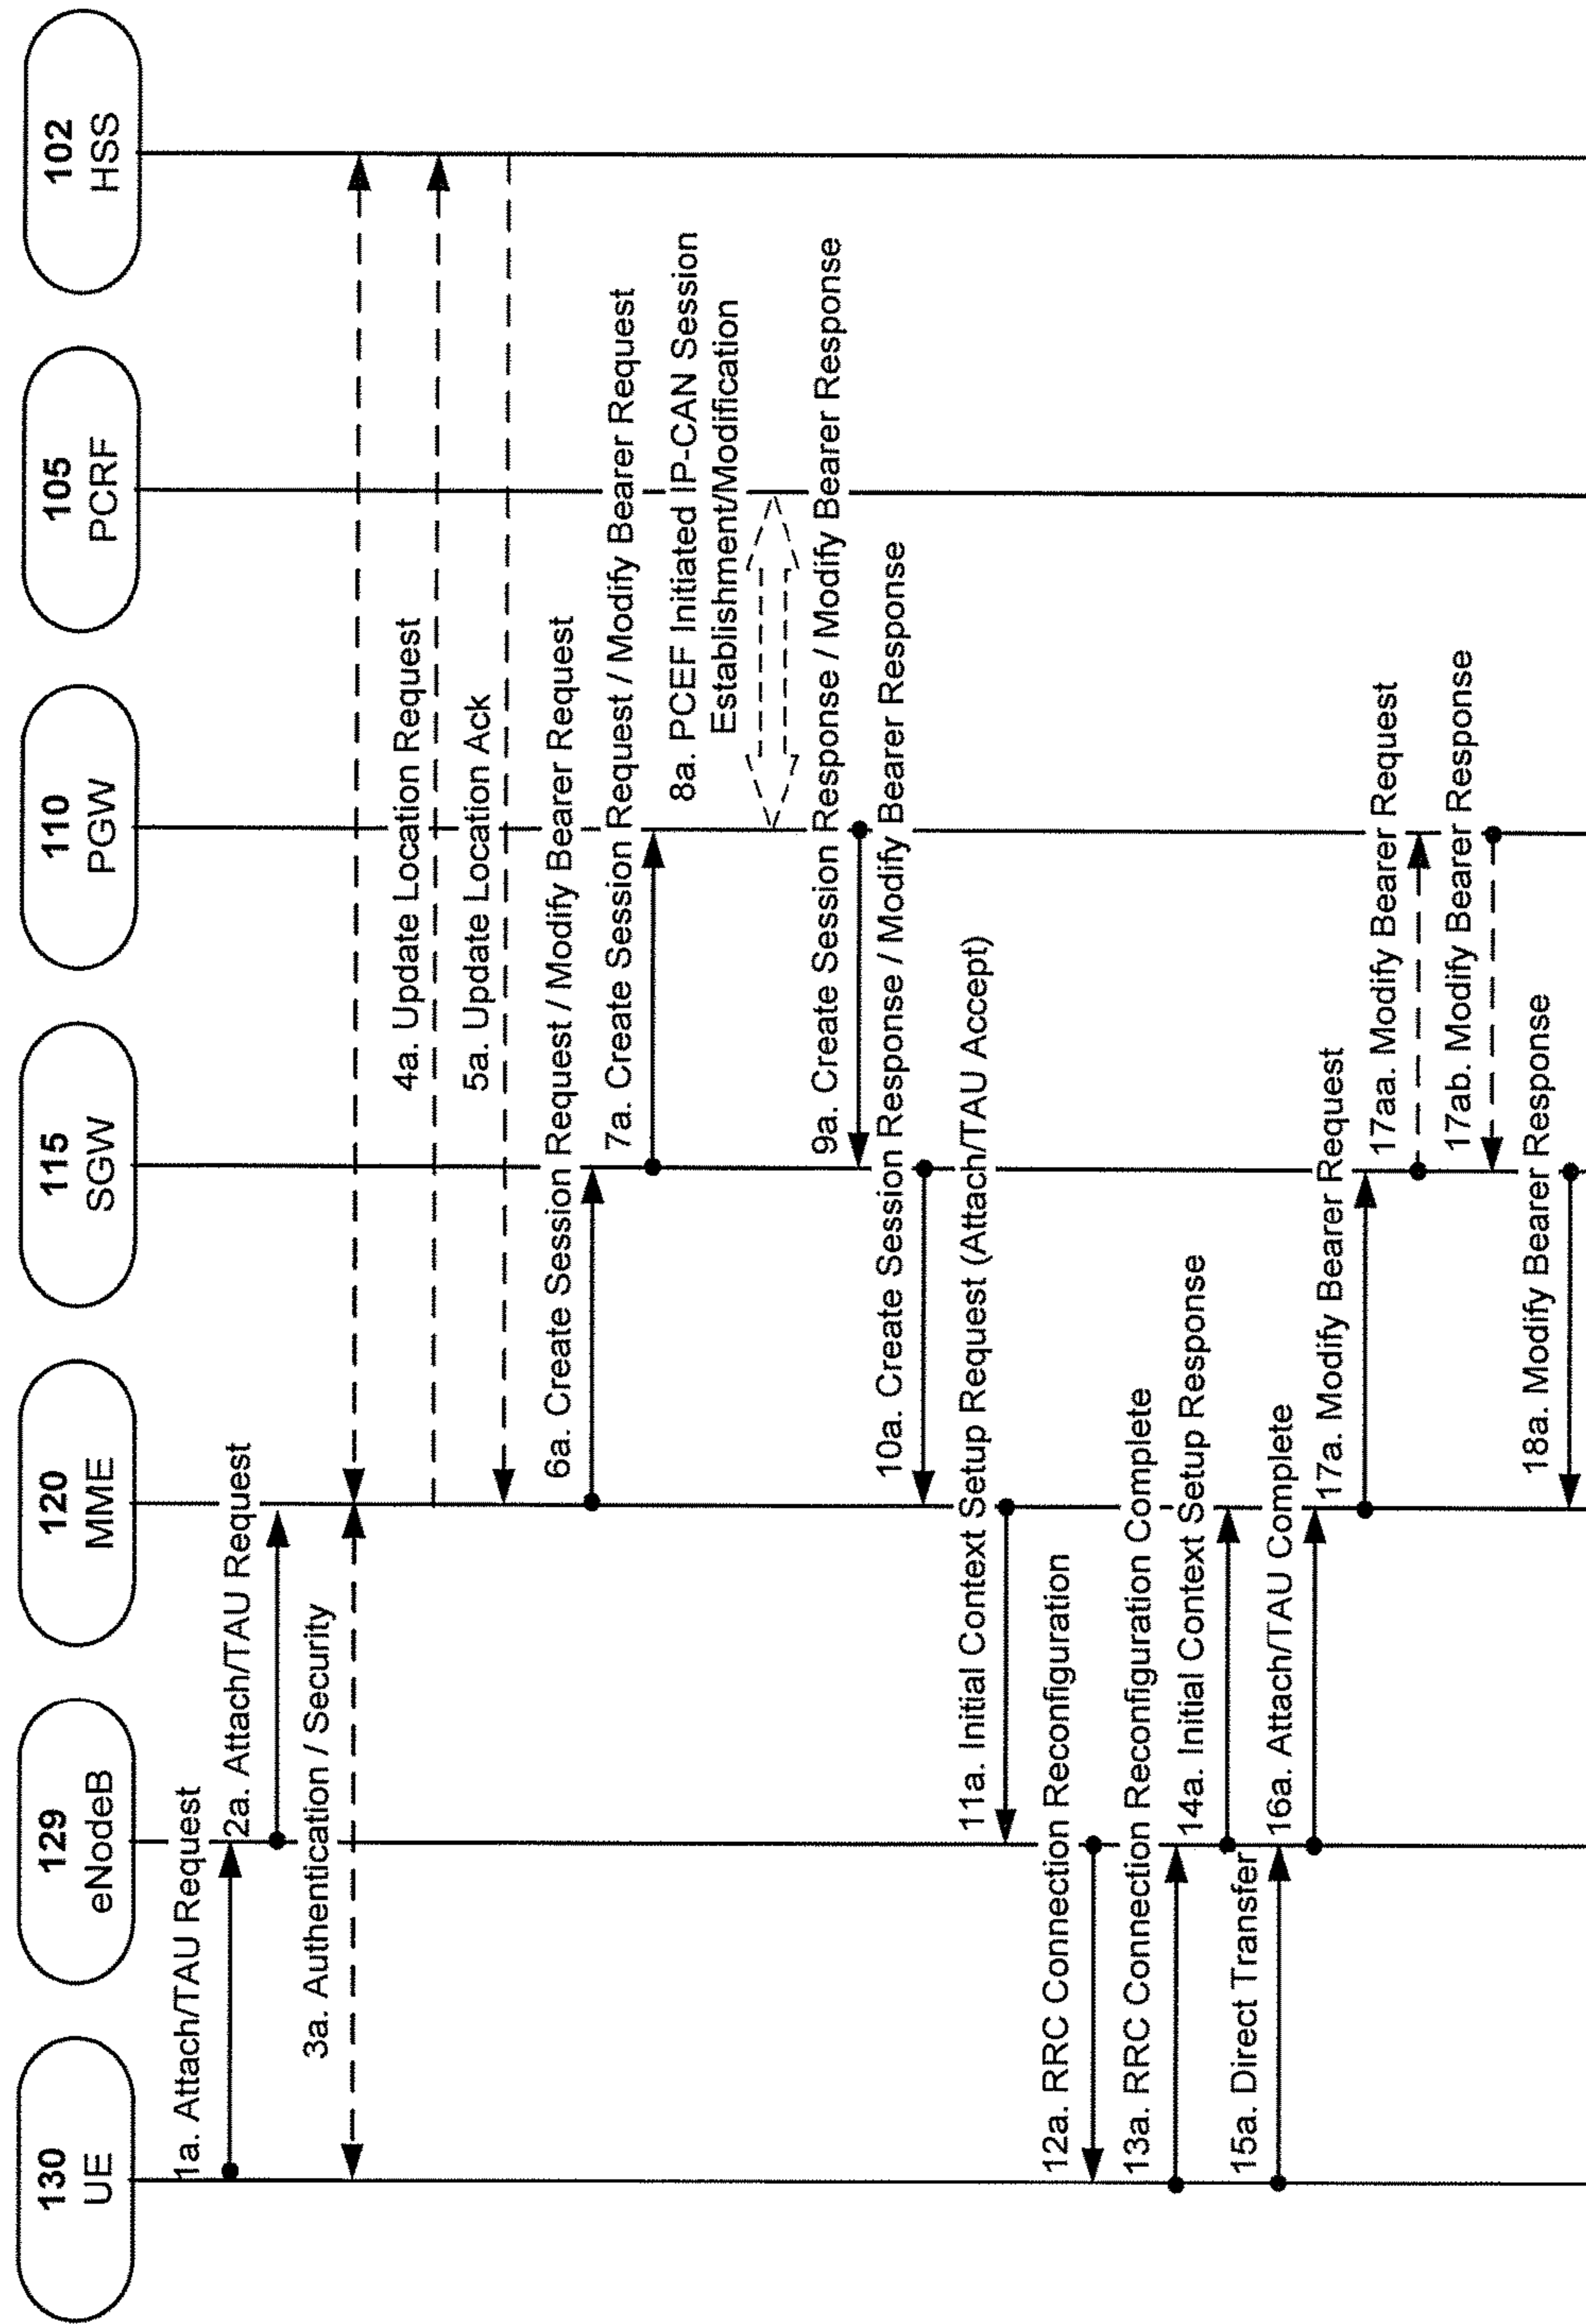 130
UE
129
eNodeB
120
MME
115
SGW
110
PGW
105
PCRF
102
HSS
1a. Attach/TAU Request
2a. Attach/TAU Request
3a. Authentication / Security
4a. Update Location Request
5a. Update Location Ack
6a. Create Session Request / Modify Bearer Request
7a. Create Session Request / Modify Bearer Request
8a. PCEF Initiated IP-CAN Session
Establishment/Modification
9a. Create Session Response / Modify Bearer Response
10a. Create Session Response / Modify Bearer Response
11a. Initial Context Setup Request (Attach/TAU Accept)
12a. RRC Connection Reconfiguration
13a. RRC Connection Reconfiguration Complete
14a. Initial Context Setup Response
15a. Direct Transfer
16a. Attach/TAU Complete
17a. Modify Bearer Request
17aa. Modify Bearer Request
17ab. Modify Bearer Response
18a. Modify Bearer Response